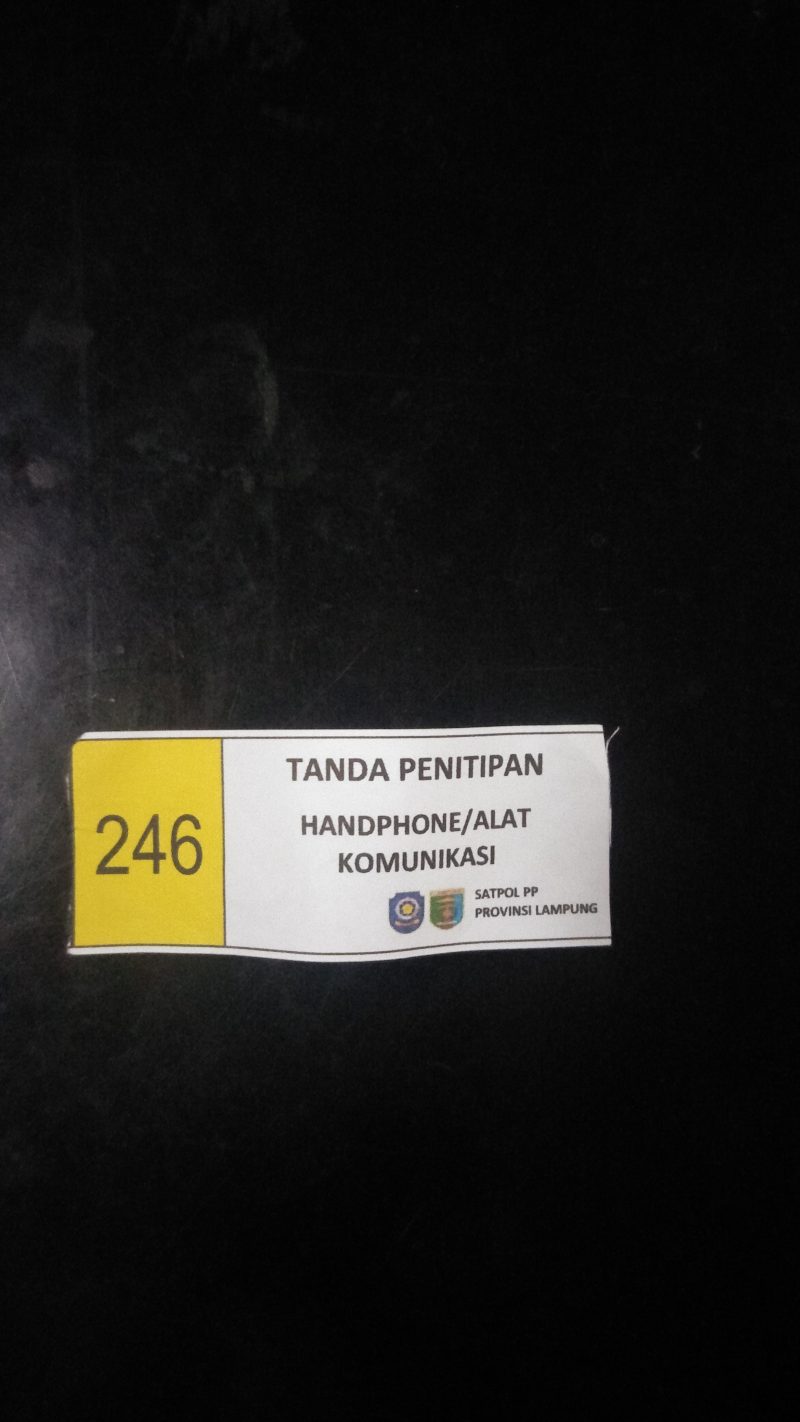 246
TANDA PENITIPAN
HANDPHONE/ALAT
KOMUNIKASI
SATPOL PP
PROVINSI LAMPUNG